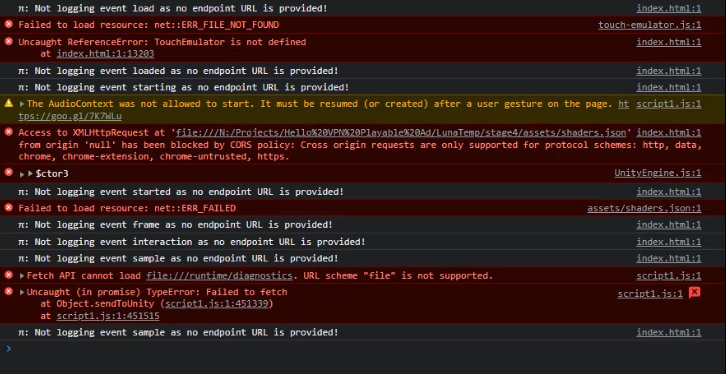 π: Not logging event load as no endpoint URL is provided! index.html:1
Failed to load resource: net::ERR_FILE_NOT_FOUND touch-emulator.js:1
Uncaught ReferenceError: TouchEmulator is not defined index.html:1
at index.html:1:13203
π: Not logging event loaded as no endpoint URL is provided! index.html:1
π: Not logging event starting as no endpoint URL is provided! index.html:1
The AudioContext was not allowed to start. It must be resumed (or created) after a user gesture on the page. ht script1.js:1
tps://goo.gl/7K7WLu
Access to XMLHttpRequest at 'file:///N:/Projects/Hello%20VPN%20Playable%20Ad/LunaTemp/stage4/assets/shaders.json' index.html:1
from origin 'null' has been blocked by CORS policy: Cross origin requests are only supported for protocol schemes: http, data,
chrome, chrome-extension, chrome-untrusted, https.
$ctor3 UnityEngine.js:1
π: Not logging event started as no endpoint URL is provided! index.html:1
Failed to load resource: net::ERR_FAILED assets/shaders.json:1
π: Not logging event frame as no endpoint URL is provided! index.html:1
π: Not logging event interaction as no endpoint URL is provided! index.html:1
π: Not logging event sample as no endpoint URL is provided! index.html:1
Fetch API cannot load file:///runtime/diagnostics. URL scheme "file" is not supported. script1.js:1
Uncaught (in promise) TypeError: Failed to fetch script1.js:1
at Object.sendToUnity (script1.js:1:451339)
at script1.js:1:451515
π: Not logging event sample as no endpoint URL is provided! index.html:1